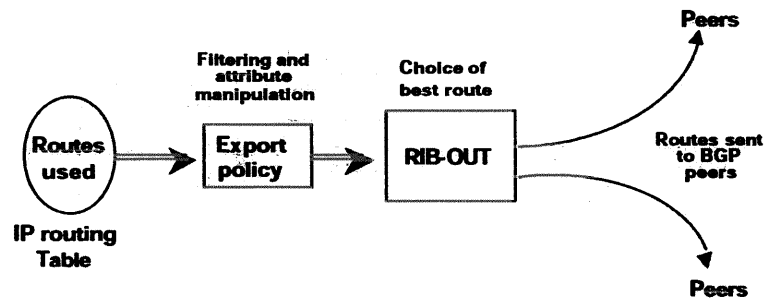 Peers
Filtering and
attribute
manipulation
Choice of
best route
Routes
used
Export
policy
RIB-OUT
Routes sent
to BGP
peers
IP routing
Table
Peers